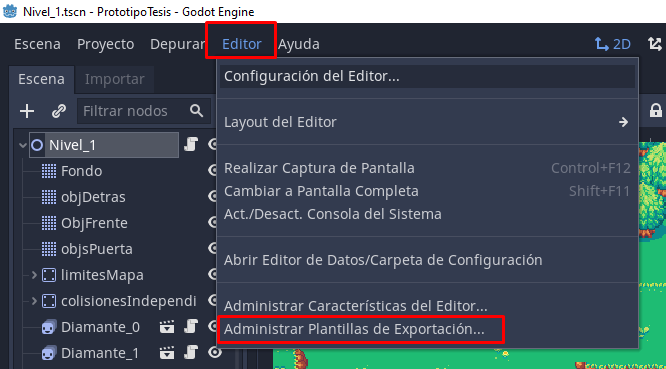 Nivel_1.tscn - PrototipoTesis - Godot Engine
Escena Proyecto Depurar Editor Ayuda 2D
Escena Importar
Filtrar nodos
Nivel_1
Fondo
objDetras
ObjFrente
objsPuerta
limitesMapa
colisionesIndependi
Diamante_0
Diamante_1
Configuración del Editor...
Layout del Editor
Realizar Captura de Pantalla Control+F12
Cambiar a Pantalla Completa Shift+F11
Act./Desact. Consola del Sistema
Abrir Editor de Datos/Carpeta de Configuración
Administrar Características del Editor...
Administrar Plantillas de Exportación...